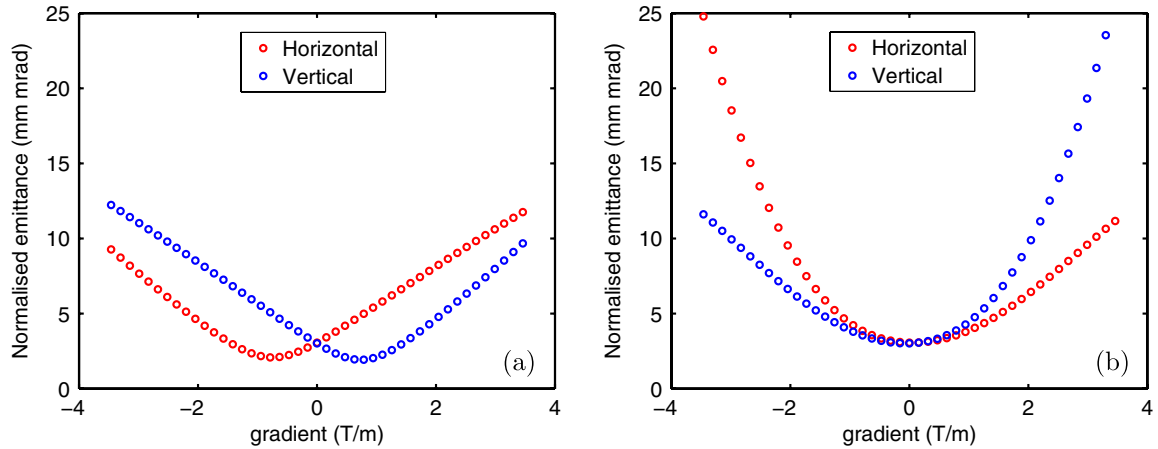 25
20
15
10
5
0
−4
−2
0
2
4
Normalised emittance (mm mrad)
gradient (T/m)
Horizontal
Vertical
(a)
25
20
15
10
5
0
−4
−2
0
2
4
Normalised emittance (mm mrad)
gradient (T/m)
Horizontal
Vertical
(b)